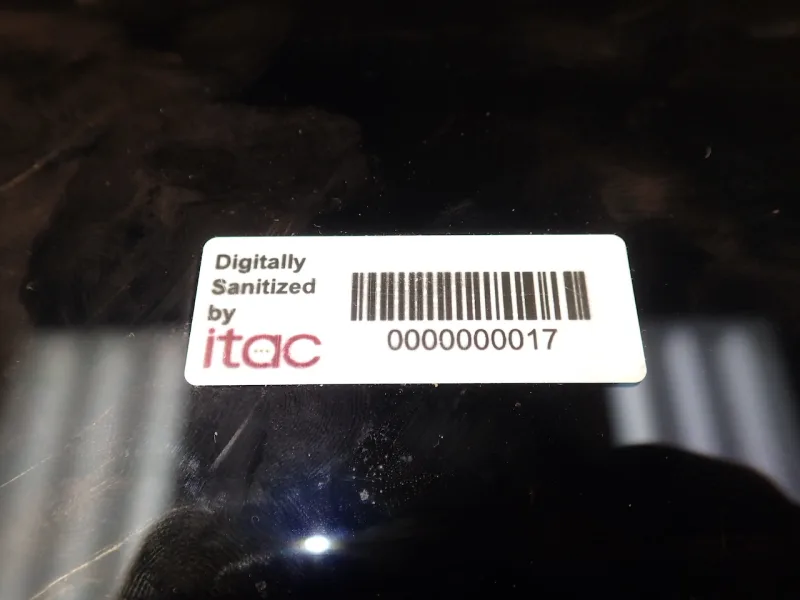 Digitally
Sanitized
by
itac
0000000017